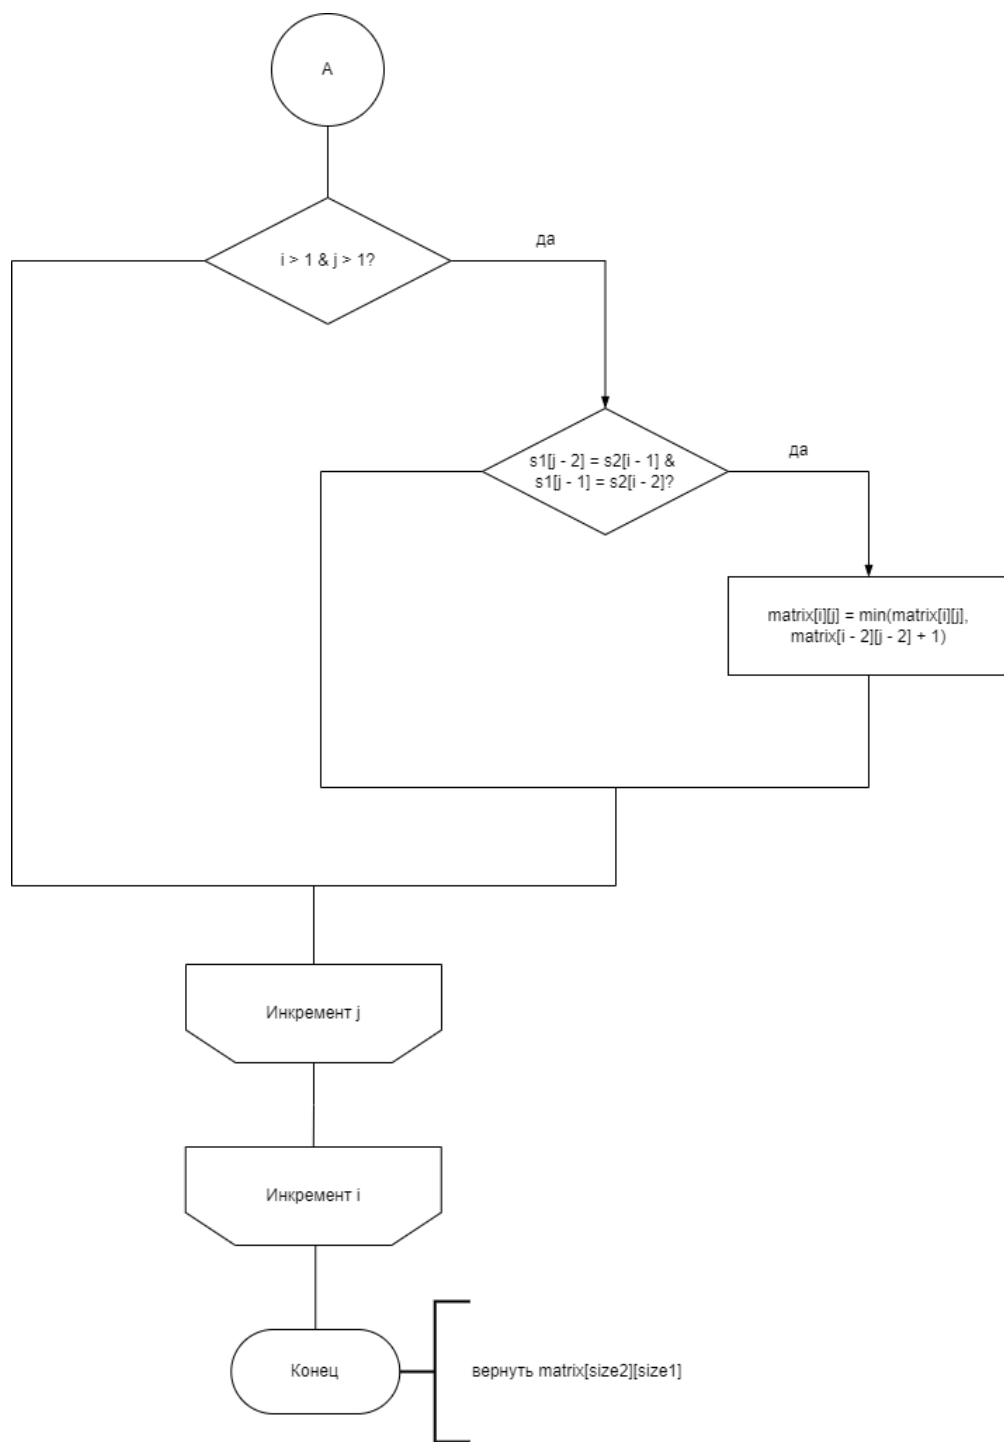 A
i > 1 & j > 1?
да
s1[j - 2] = s2[i - 1] &
s1[j - 1] = s2[i - 2]?
да
matrix[i][j] = min(matrix[i][j],
matrix[i - 2][j - 2] + 1)
Инкремент j
Инкремент i
Конец
вернуть matrix[size2][size1]